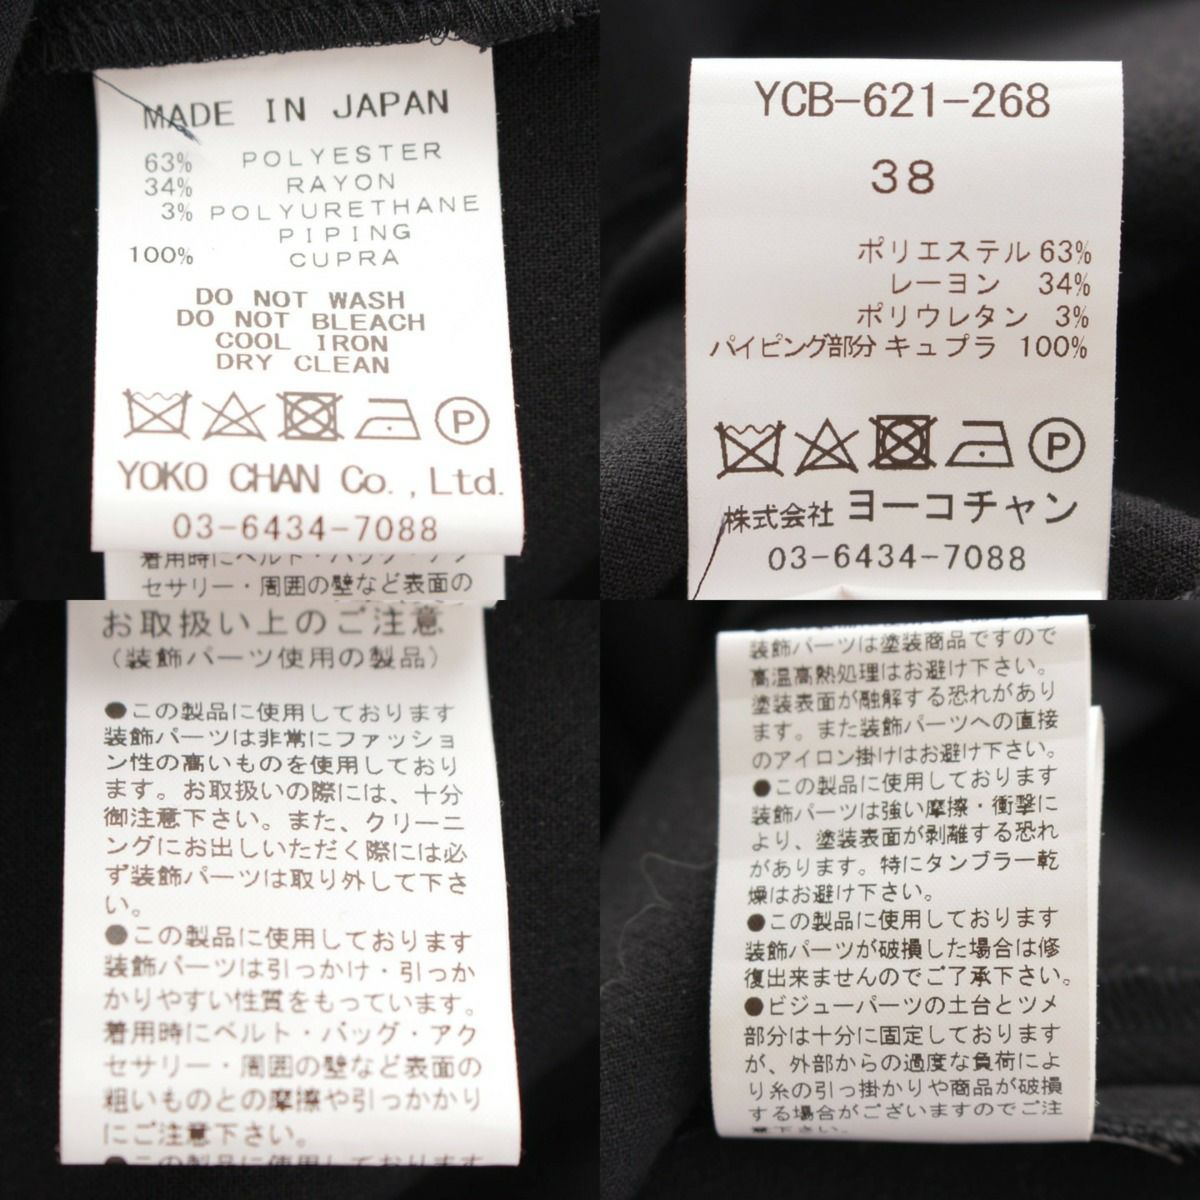 MADE IN JAPAN
63% POLYESTER
34% RAYON
3% POLYURETHANE
PIPING
100% CUPRA
DO NOT WASH
DO NOT BLEACH
COOL IRON
DRY CLEAN
P
YOKO CHAN Co.,Ltd.
03-6434-7088
着用時にベルト・バッグ・アク
セサリー・周囲の壁など表面の
YCB-621-268
38
ポリエステル 63%
レーヨン 34%
ポリウレタン 3%
パイピング部分 キュプラ 100%
P
株式会社 ヨーコチャン
03-6434-7088
お取扱い上のご注意
(装飾パーツ使用の製品)
●この製品に使用しております
装飾パーツは非常にファッショ
ン性の高いものを使用しており
ます。お取扱いの際には、十分
御注意下さい。また、クリーニ
ングにお出しいただく際には必
ず装飾パーツは取り外して下さ
い。
●この製品に使用しております
装飾パーツは引っかけ・引っか
かりやすい性質をもっています。
着用時にベルト・バッグ・アク
セサリー・周囲の壁など表面の
粗いものとの摩擦や引っかかり
にご注意下さい。
●この製品に使用しております
装飾パーツは塗装商品ですので
高温高熱処理はお避け下さい。
塗装表面が融解する恐れがあり
ます。また装飾パーツへの直接
のアイロン掛けはお避け下さい。
●この製品に使用しております
装飾パーツは強い摩擦・衝撃に
より、塗装表面が剥離する恐れ
があります。特にタンブラー乾
燥はお避け下さい。
●この製品に使用しております
装飾パーツが破損した場合は修
復出来ませんのでご了承下さい。
●ビジューパーツの土台とツメ
部分は十分に固定しております
が、外部からの過度な負荷によ
り糸の引っ掛かりや商品が破損
する場合がございますのでご注
意下さい。